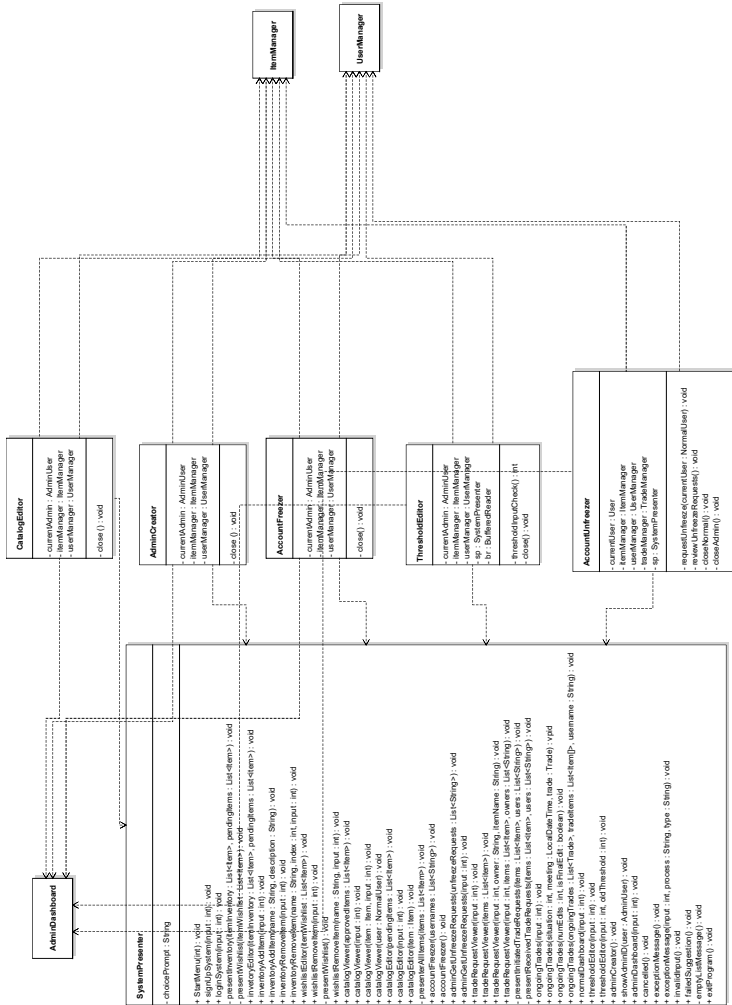 ItemManager
UserManager
CatalogEditor
- currentAdmin : AdminUser
- itemManager : ItemManager
- userManager : UserManager
- close() : void
AdminCreator
- currentAdmin : AdminUser
- itemManager : ItemManager
- userManager : UserManager
- close () : void
AccountFreezer
- currentAdmin : AdminUser
- itemManager : ItemManager
- userManager : UserManager
- close() : void
ThresholdEditor
- currentAdmin : AdminUser
- itemManager : ItemManager
- userManager : UserManager
- sp : SystemPresenter
- br : BufferedReader
- thresholdInputCheck() : int
- close() : void
AccountUnfreezer
- currentUser : User
- itemManager : ItemManager
- userManager : UserManager
- tradeManager : TradeManager
- sp : SystemPresenter
- requestUnfreeze(currentUser : NormalUser) : void
- reviewUnfreezeRequests() : void
- closeNormal() : void
- closeAdmin() : void
AdminDashboard
SystemPresenter
- choicePrompt : String
+ StartMenu(int) : void
+ signUpSystem(input : int) : void
+ loginSystem(input : int) : void
+ presentInventory(itemInventory : List<Item>, pendingItems : List<Item>) : void
+ presentWishlist(itemWishlist : List<Item>) : void
+ inventoryEditor(itemInventory : List<Item>, pendingItems : List<Item>) : void
+ inventoryAddItem(input : int) : void
+ inventoryAddItem(name : String, description : String) : void
+ inventoryRemoveItem(input : int) : void
+ inventoryRemoveItem(name : String, index : int, input : int) : void
+ wishlistEditor(itemWishlist : List<Item>) : void
+ wishlistRemoveItem(input : int) : void
+ presentWishlist() : void
+ wishlistRemoveItem(name : String, input : int) : void
+ catalogViewer(approvedItems : List<Item>) : void
+ catalogViewer(input : int) : void
+ catalogViewer(item : Item, input : int) : void
+ catalogViewer(user : NormalUser) : void
+ catalogEditor(pendingItems : List<Item>) : void
+ catalogEditor(input : int) : void
+ catalogEditor(item : Item) : void
+ presentAllItems(allItems : List<Item>) : void
+ accountFreezer(usernames : List<String>) : void
+ accountFreezer() : void
+ adminGetUnfreezeRequests(unfreezeRequests : List<String>) : void
+ adminGetUnfreezeRequests(input : int) : void
+ tradeRequestViewer(input : int) : void
+ tradeRequestViewer(items : List<Item>) : void
+ tradeRequestViewer(input : int, owner : String, itemName : String) : void
+ tradeRequestViewer(input : int, items : List<Item>, owners : List<String>) : void
+ presentInitiatedTradeRequests(items : List<Item>, users : List<String>) : void
+ presentReceivedTradeRequests(items : List<Item>, users : List<String>) : void
+ ongoingTrades(input : int) : void
+ ongoingTrades(situation : int, meeting : LocalDateTime, trade : Trade) : void
+ ongoingTrades(numEdits : int, isFinalEdit : boolean) : void
+ ongoingTrades(ongoingTrades : List<Trade>, tradeItems : List<Item[]>, username : String) : void
+ normalDashboard(input : int) : void
+ thresholdEditor(input : int) : void
+ thresholdEditor(input : int, oldThreshold : int) : void
+ adminCreator() : void
+ showAdminID(user : AdminUser) : void
+ adminDashboard(input : int) : void
+ cancelled() : void
+ exceptionMessage() : void
+ exceptionMessage(input : int, process : String, type : String) : void
+ invalidInput() : void
+ failedSuggestion() : void
+ emptyListMessage() : void
+ exitProgram() : void